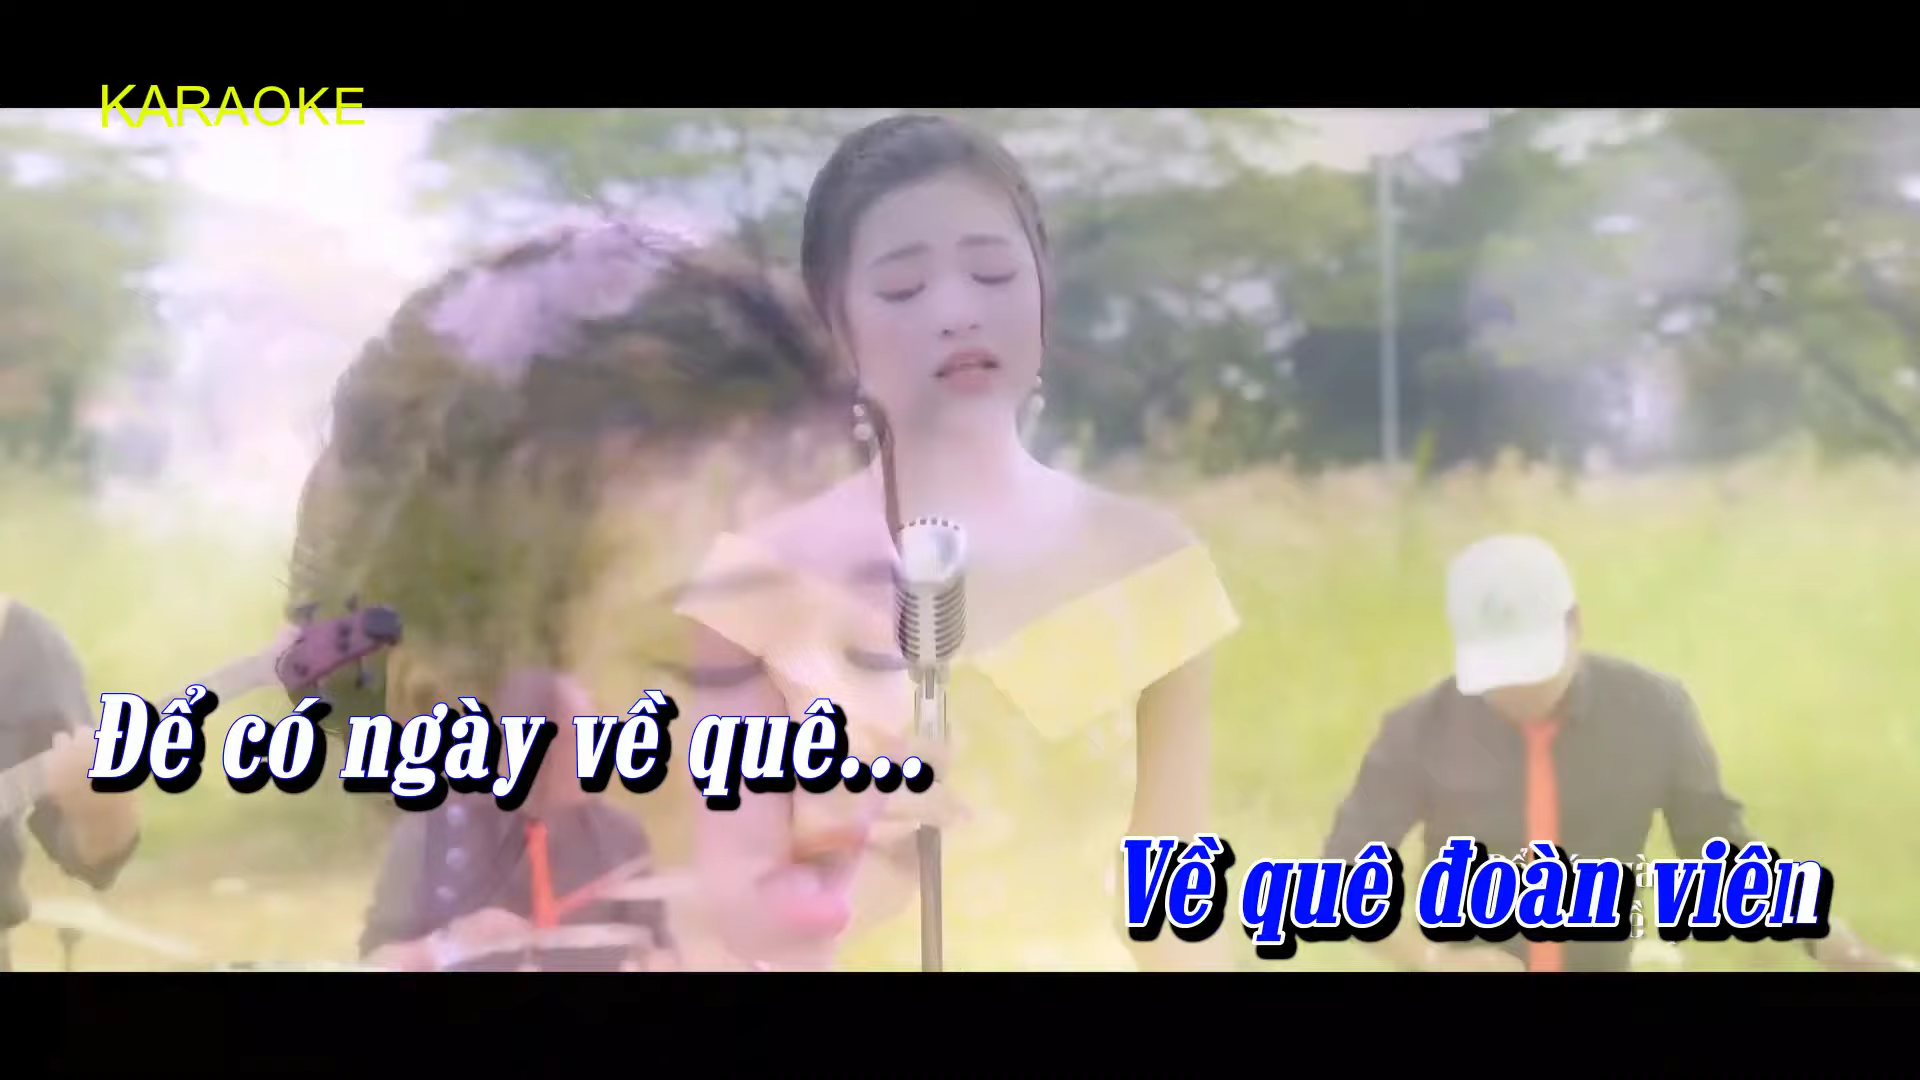 KARAOKE
Để có ngày về quê...
Về quê đoàn viên